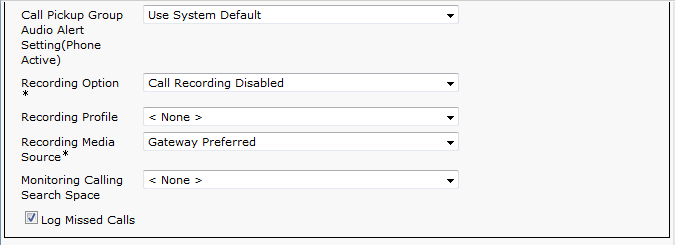 Call Pickup Group Use System Default
Audio Alert
Setting(Phone
Active)
Recording Option Call Recording Disabled
*
Recording Profile < None >
Recording Media Gateway Preferred
Source*
Monitoring Calling < None >
Search Space
Log Missed Calls